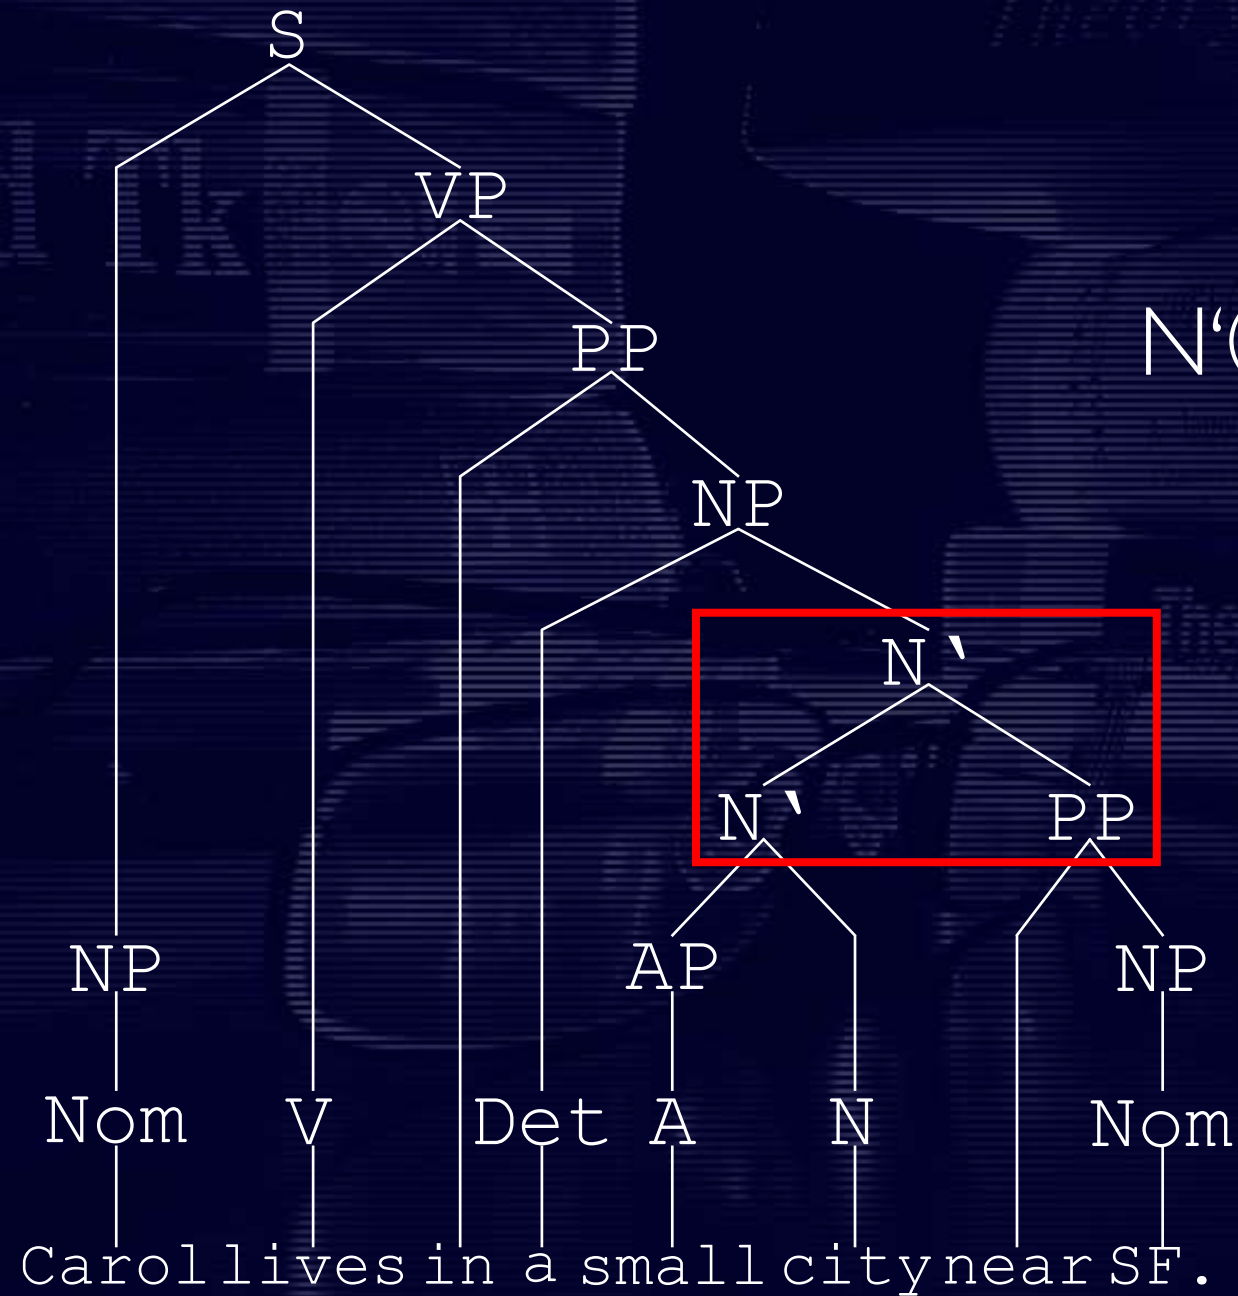 S
VP
PP
N‘(
NP
N`
N` PP
NP AP NP
Nom V Det A N Nom
Carol lives in a small city near SF.